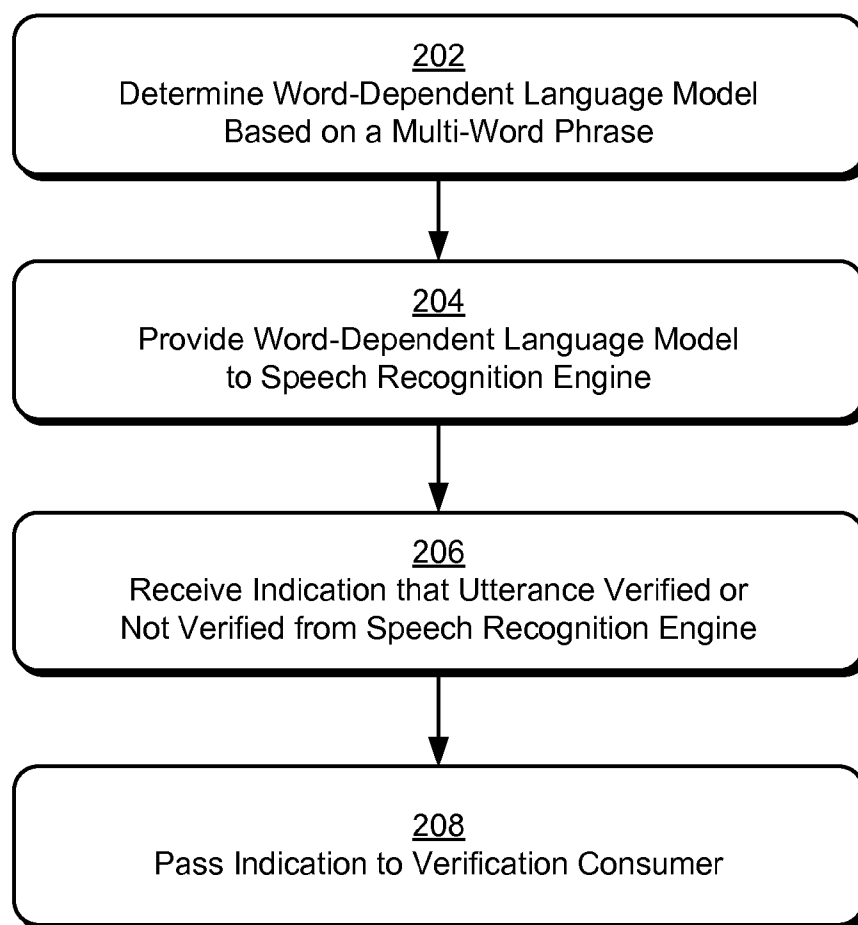 202
Determine Word-Dependent Language Model
Based on a Multi-Word Phrase
204
Provide Word-Dependent Language Model
to Speech Recognition Engine
206
Receive Indication that Utterance Verified or
Not Verified from Speech Recognition Engine
208
Pass Indication to Verification Consumer